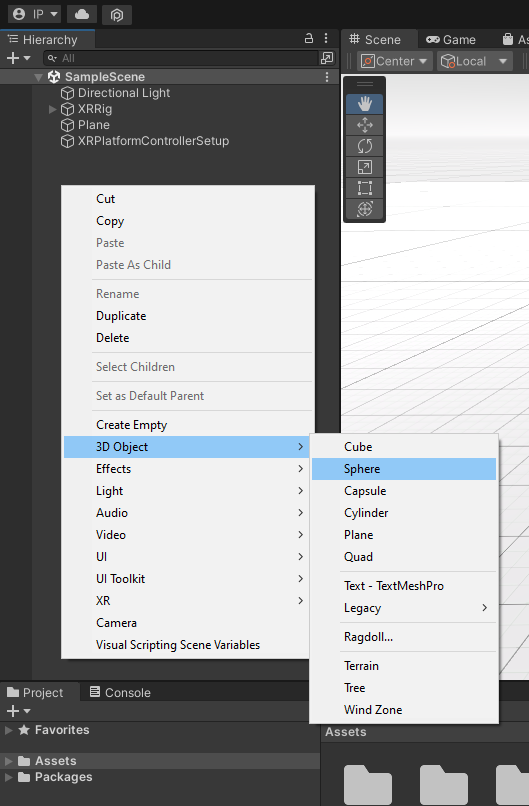 IP
Hierarchy
All
SampleScene
Directional Light
XRRig
Plane
XRPlatformControllerSetup
Scene
Game
As
Center
Local
Cut
Copy
Paste
Paste As Child
Rename
Duplicate
Delete
Select Children
Set as Default Parent
Create Empty
3D Object
Effects
Light
Audio
Video
UI
UI Toolkit
XR
Camera
Visual Scripting Scene Variables
Cube
Sphere
Capsule
Cylinder
Plane
Quad
Text - TextMeshPro
Legacy
Ragdoll...
Terrain
Tree
Wind Zone
Project
Console
Favorites
Assets
Packages
Assets